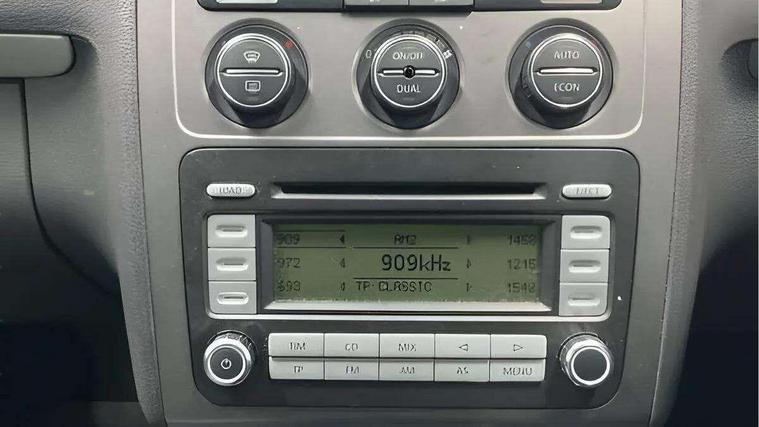 ON/OFF
AUTO
DUAL
ECON
LOAD
EJECT
909 AM2 1458
972 909kHz 1215
693 TP CLASSIC 1548
TIM CD MIX
TP FM AM AS MENU